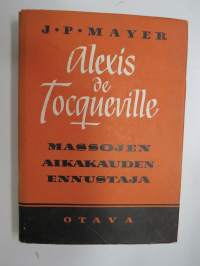 J·P·MAYER
Alexis
de
Tocqueville
MASSOJEN
AIKAKAUDEN
ENNUSTAJA
OTAVA